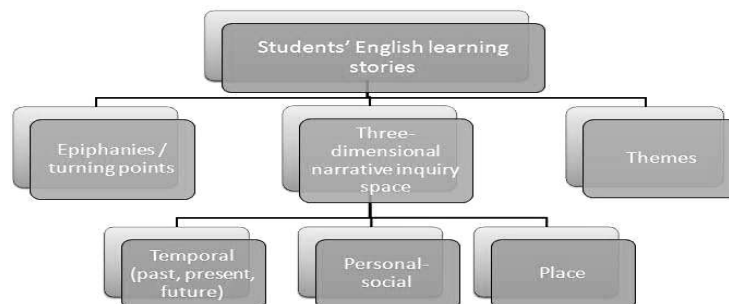 Students' English learning
stories
Epiphanies /
turning points
Three-
dimensional
narrative inquiry
space
Themes
Temporal
(past, present,
future)
Personal-
social
Place